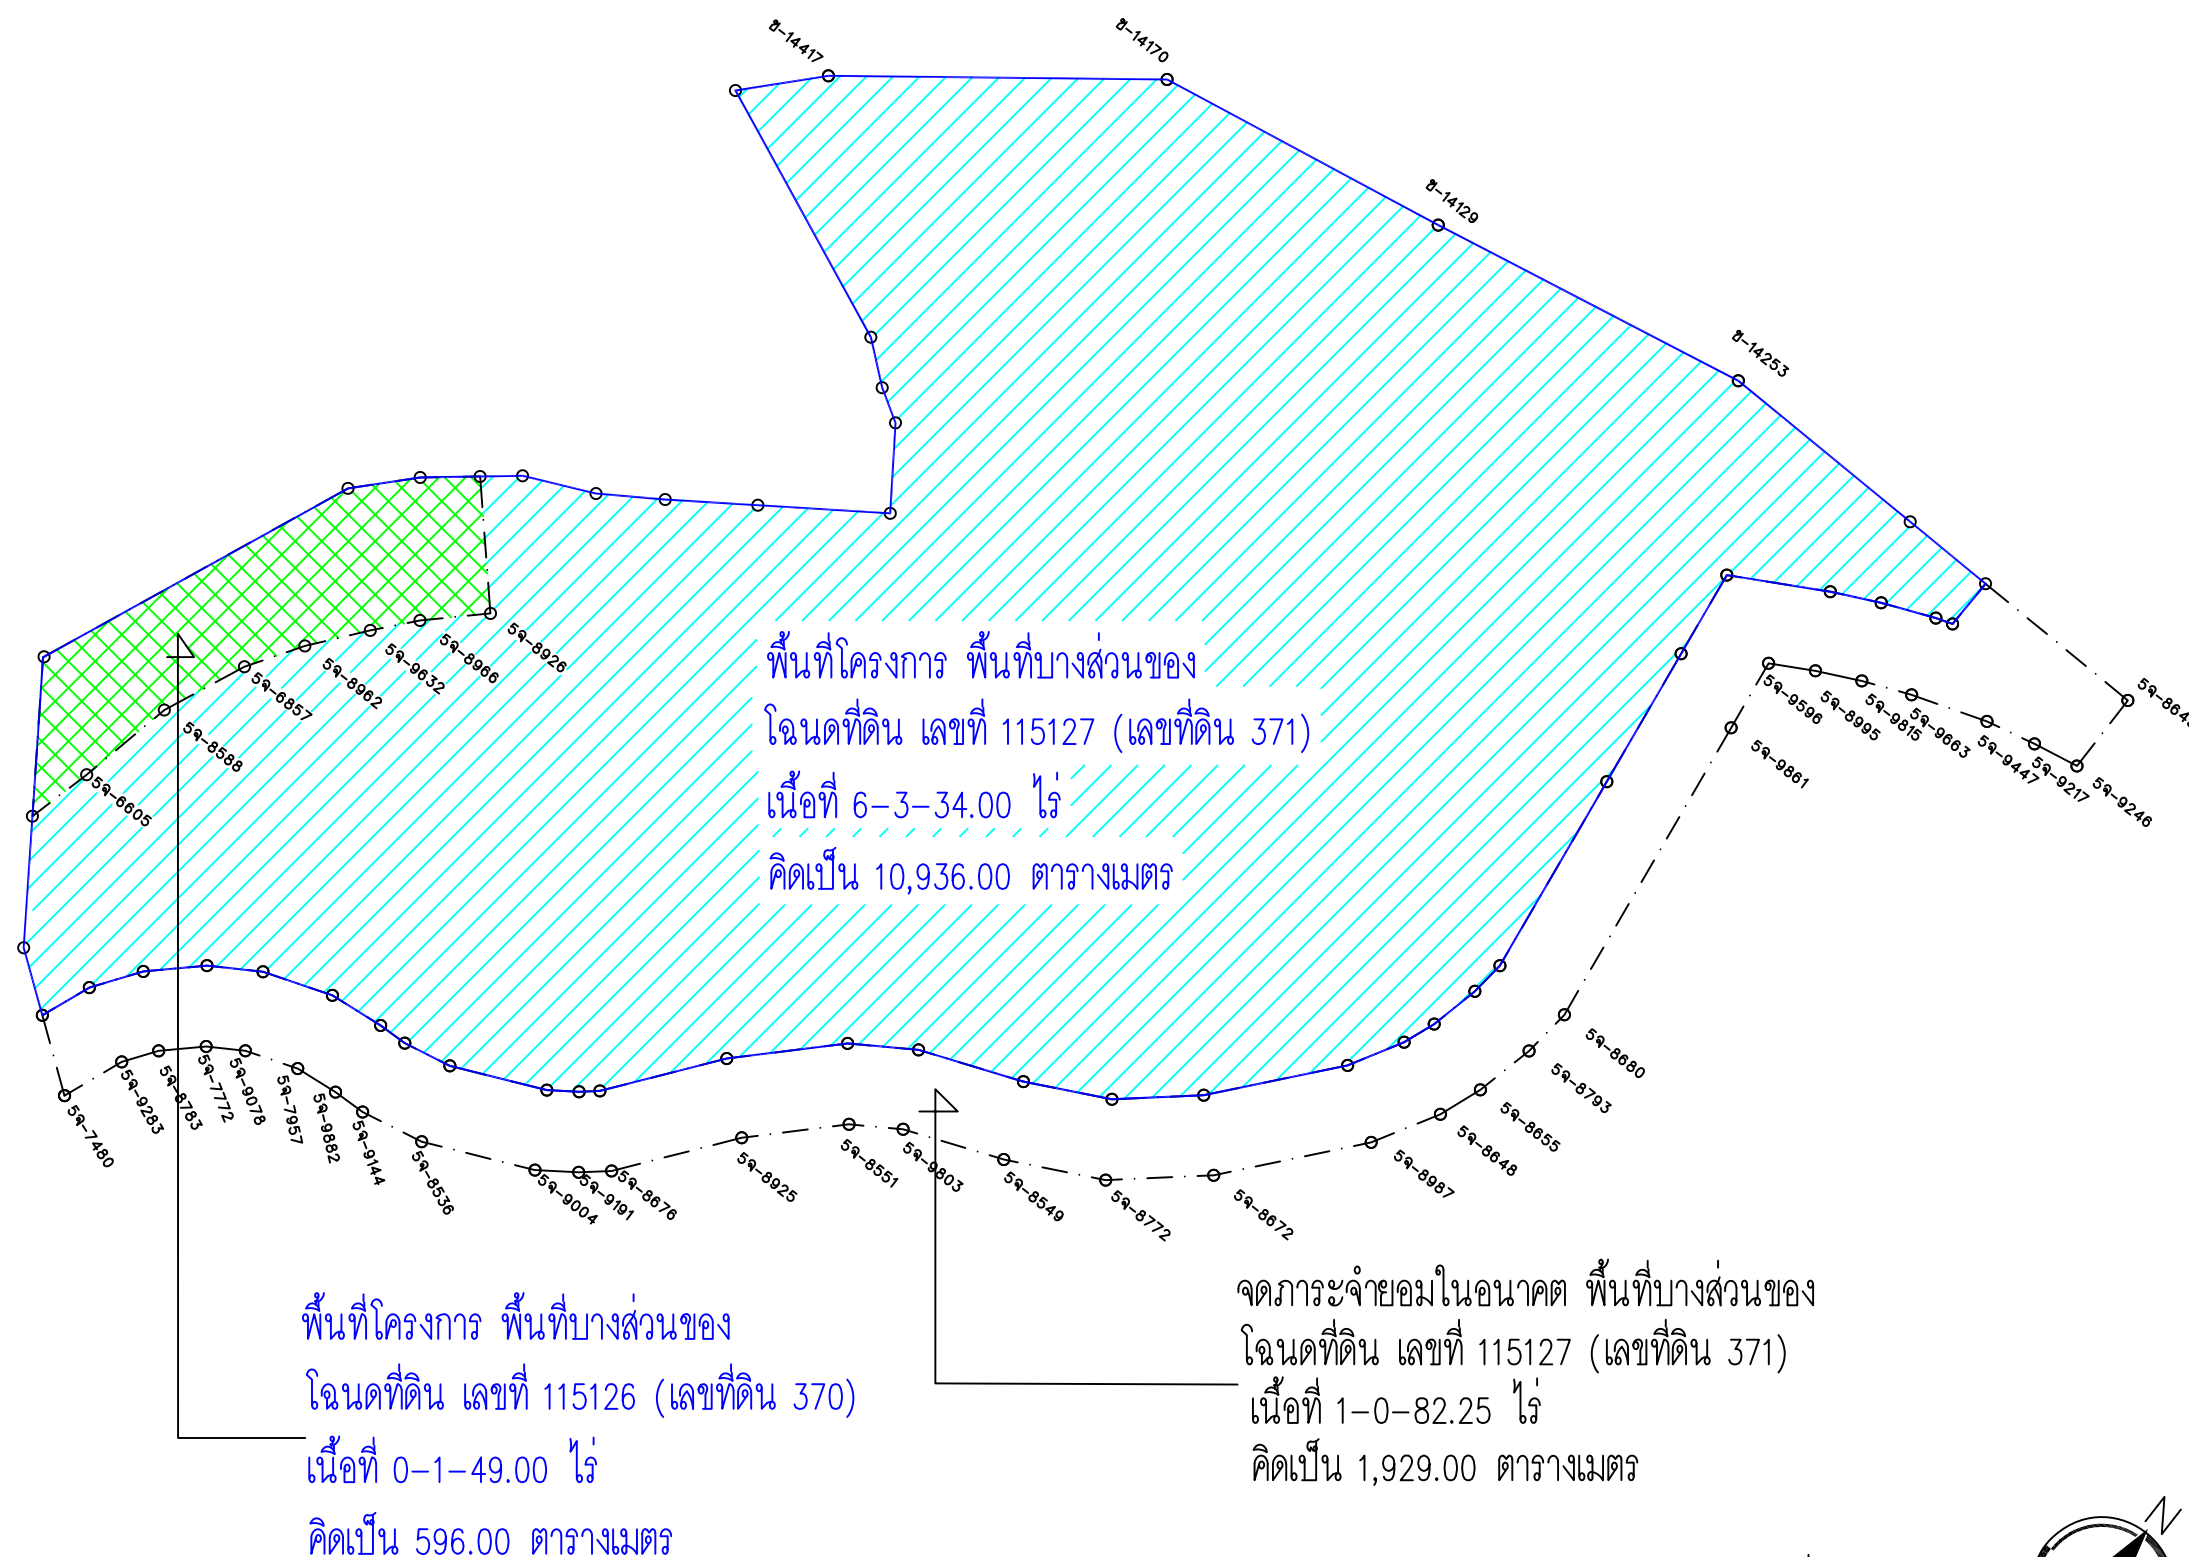 ช-14417
ช-14170
ช-14129
ช-14253
5จ-8926
5จ-8966
5จ-9632
5จ-8962
5จ-6857
5จ-8588
5จ-6605
พื้นที่โครงการ พื้นที่บางส่วนของ
โฉนดที่ดิน เลขที่ 115127 (เลขที่ดิน 371)
เนื้อที่ 6-3-34.00 ไร่
คิดเป็น 10,936.00 ตารางเมตร
5จ-9596
5จ-8995
5จ-9815
5จ-9663
5จ-9447
5จ-9217
5จ-9246
5จ-9861
5จ-8680
5จ-8793
5จ-8655
5จ-8648
5จ-8987
5จ-8672
5จ-8772
5จ-8549
5จ-9803
5จ-8551
5จ-8925
5จ-8676
5จ-9191
5จ-9004
5จ-8536
5จ-9144
5จ-9882
5จ-7957
5จ-9078
5จ-7772
5จ-8783
5จ-9283
5จ-7480
จดภาระจำยอมในอนาคต พื้นที่บางส่วนของ
โฉนดที่ดิน เลขที่ 115127 (เลขที่ดิน 371)
เนื้อที่ 1-0-82.25 ไร่
คิดเป็น 1,929.00 ตารางเมตร
พื้นที่โครงการ พื้นที่บางส่วนของ
โฉนดที่ดิน เลขที่ 115126 (เลขที่ดิน 370)
เนื้อที่ 0-1-49.00 ไร่
คิดเป็น 596.00 ตารางเมตร
N